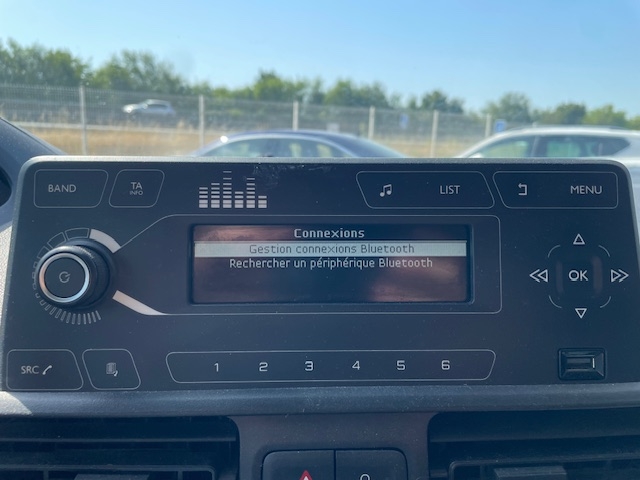 BAND
TA
INFO
LIST
MENU
Connexions
Gestion connexions Bluetooth
Rechercher un périphérique Bluetooth
OK
SRC
1 2 3 4 5 6